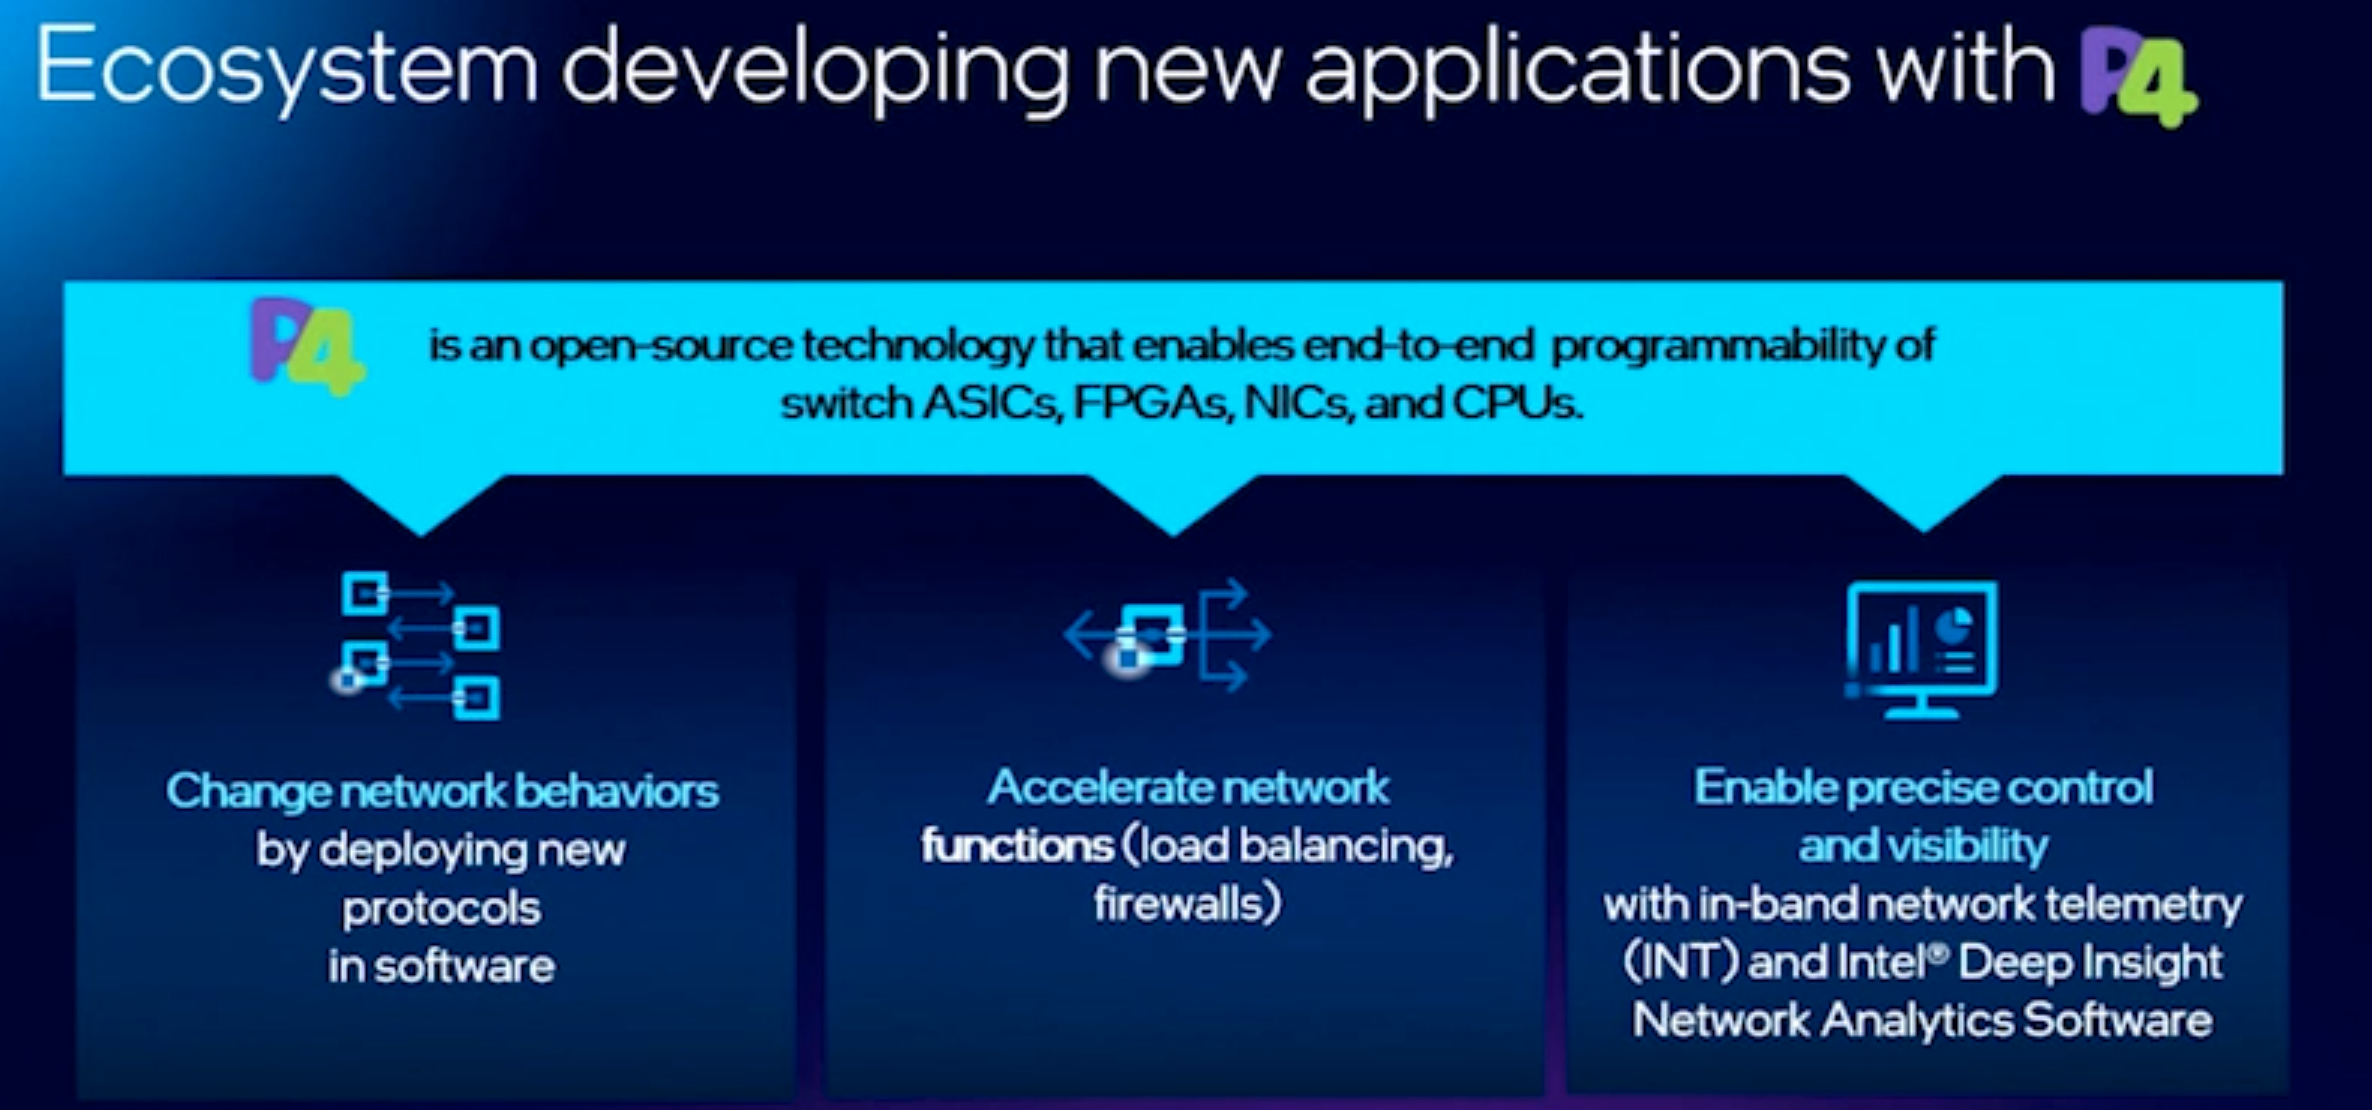 Ecosystem developing new applications with P4
P4 is an open-source technology that enables end-to-end programmability of
switch ASICs, FPGAs, NICs, and CPUs.
Change network behaviors
by deploying new
protocols
in software
Accelerate network
functions (load balancing,
firewalls)
Enable precise control
and visibility
with in-band network telemetry
(INT) and Intel® Deep Insight
Network Analytics Software